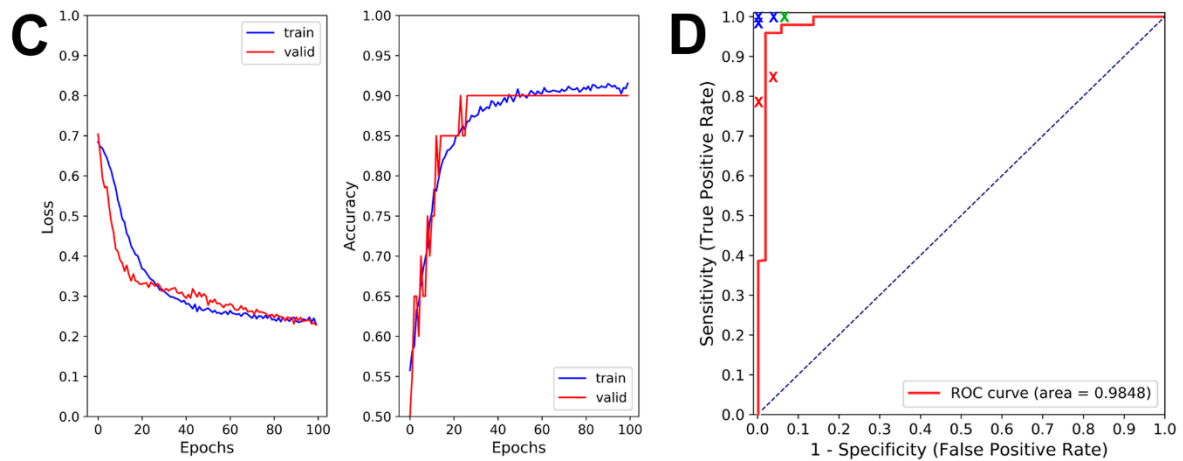 C
1.0
0.9
0.8
0.7
0.6
0.5
0.4
0.3
0.2
0.1
0.0
Loss
0 20 40 60 80 100
Epochs
train
valid
1.00
0.95
0.90
0.85
0.80
0.75
0.70
0.65
0.60
0.55
0.50
Accuracy
0 20 40 60 80 100
Epochs
train
valid
D
1.0
0.9
0.8
0.7
0.6
0.5
0.4
0.3
0.2
0.1
0.0
Sensitivity (True Positive Rate)
x x x
x
x
x
ROC curve (area = 0.9848)
0.0 0.1 0.2 0.3 0.4 0.5 0.6 0.7 0.8 0.9 1.0
1 - Specificity (False Positive Rate)